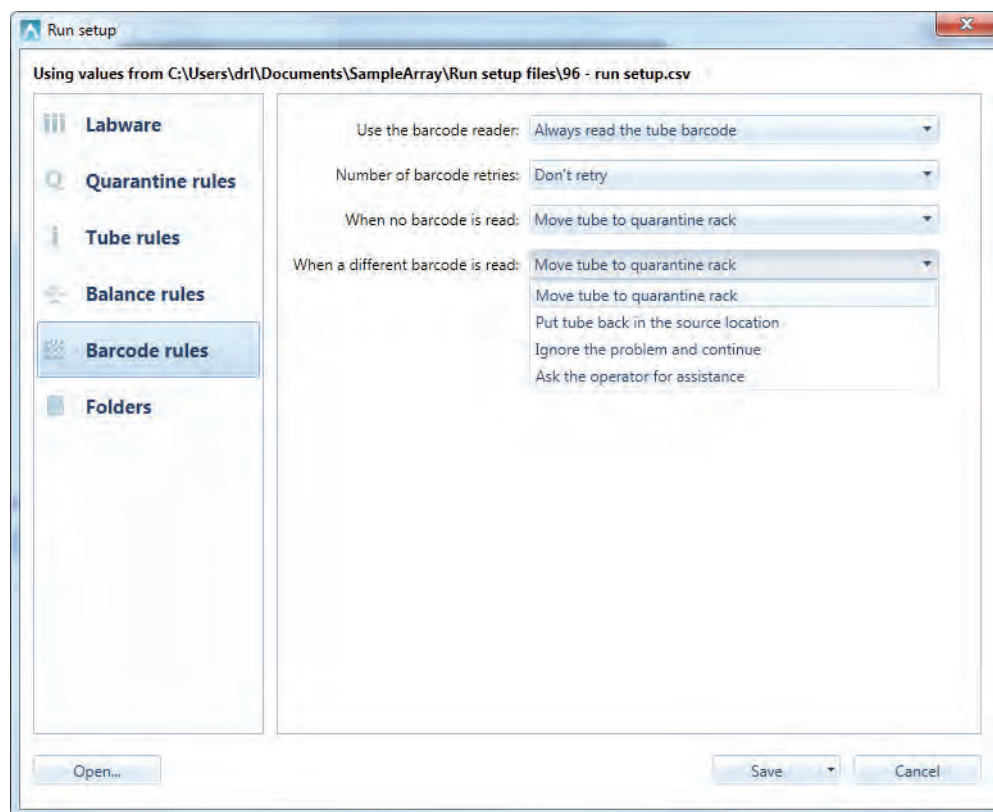 Run setup
Using values from C:\Users\drl\Documents\SampleArray\Run setup files\96 - run setup.csv
Labware
Quarantine rules
Tube rules
Balance rules
Barcode rules
Folders
Use the barcode reader: Always read the tube barcode
Number of barcode retries: Don't retry
When no barcode is read: Move tube to quarantine rack
When a different barcode is read: Move tube to quarantine rack
Move tube to quarantine rack
Put tube back in the source location
Ignore the problem and continue
Ask the operator for assistance
Open...
Save
Cancel